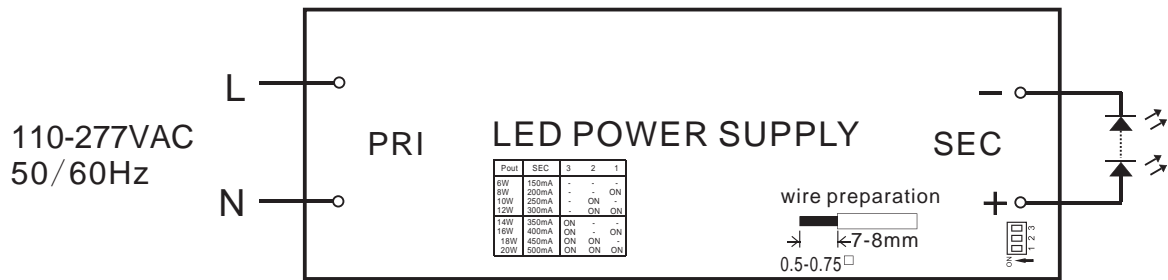 110-277VAC
50/60Hz
L
N
PRI
LED POWER SUPPLY
SEC
Pout SEC 3 2 1
6W 150mA - - -
8W 200mA - - ON
10W 250mA - ON -
12W 300mA - ON ON
14W 350mA ON - -
16W 400mA ON - ON
18W 450mA ON ON -
20W 500mA ON ON ON
wire preparation
7-8mm
0.5-0.75□
-
+
1 2 3
ON